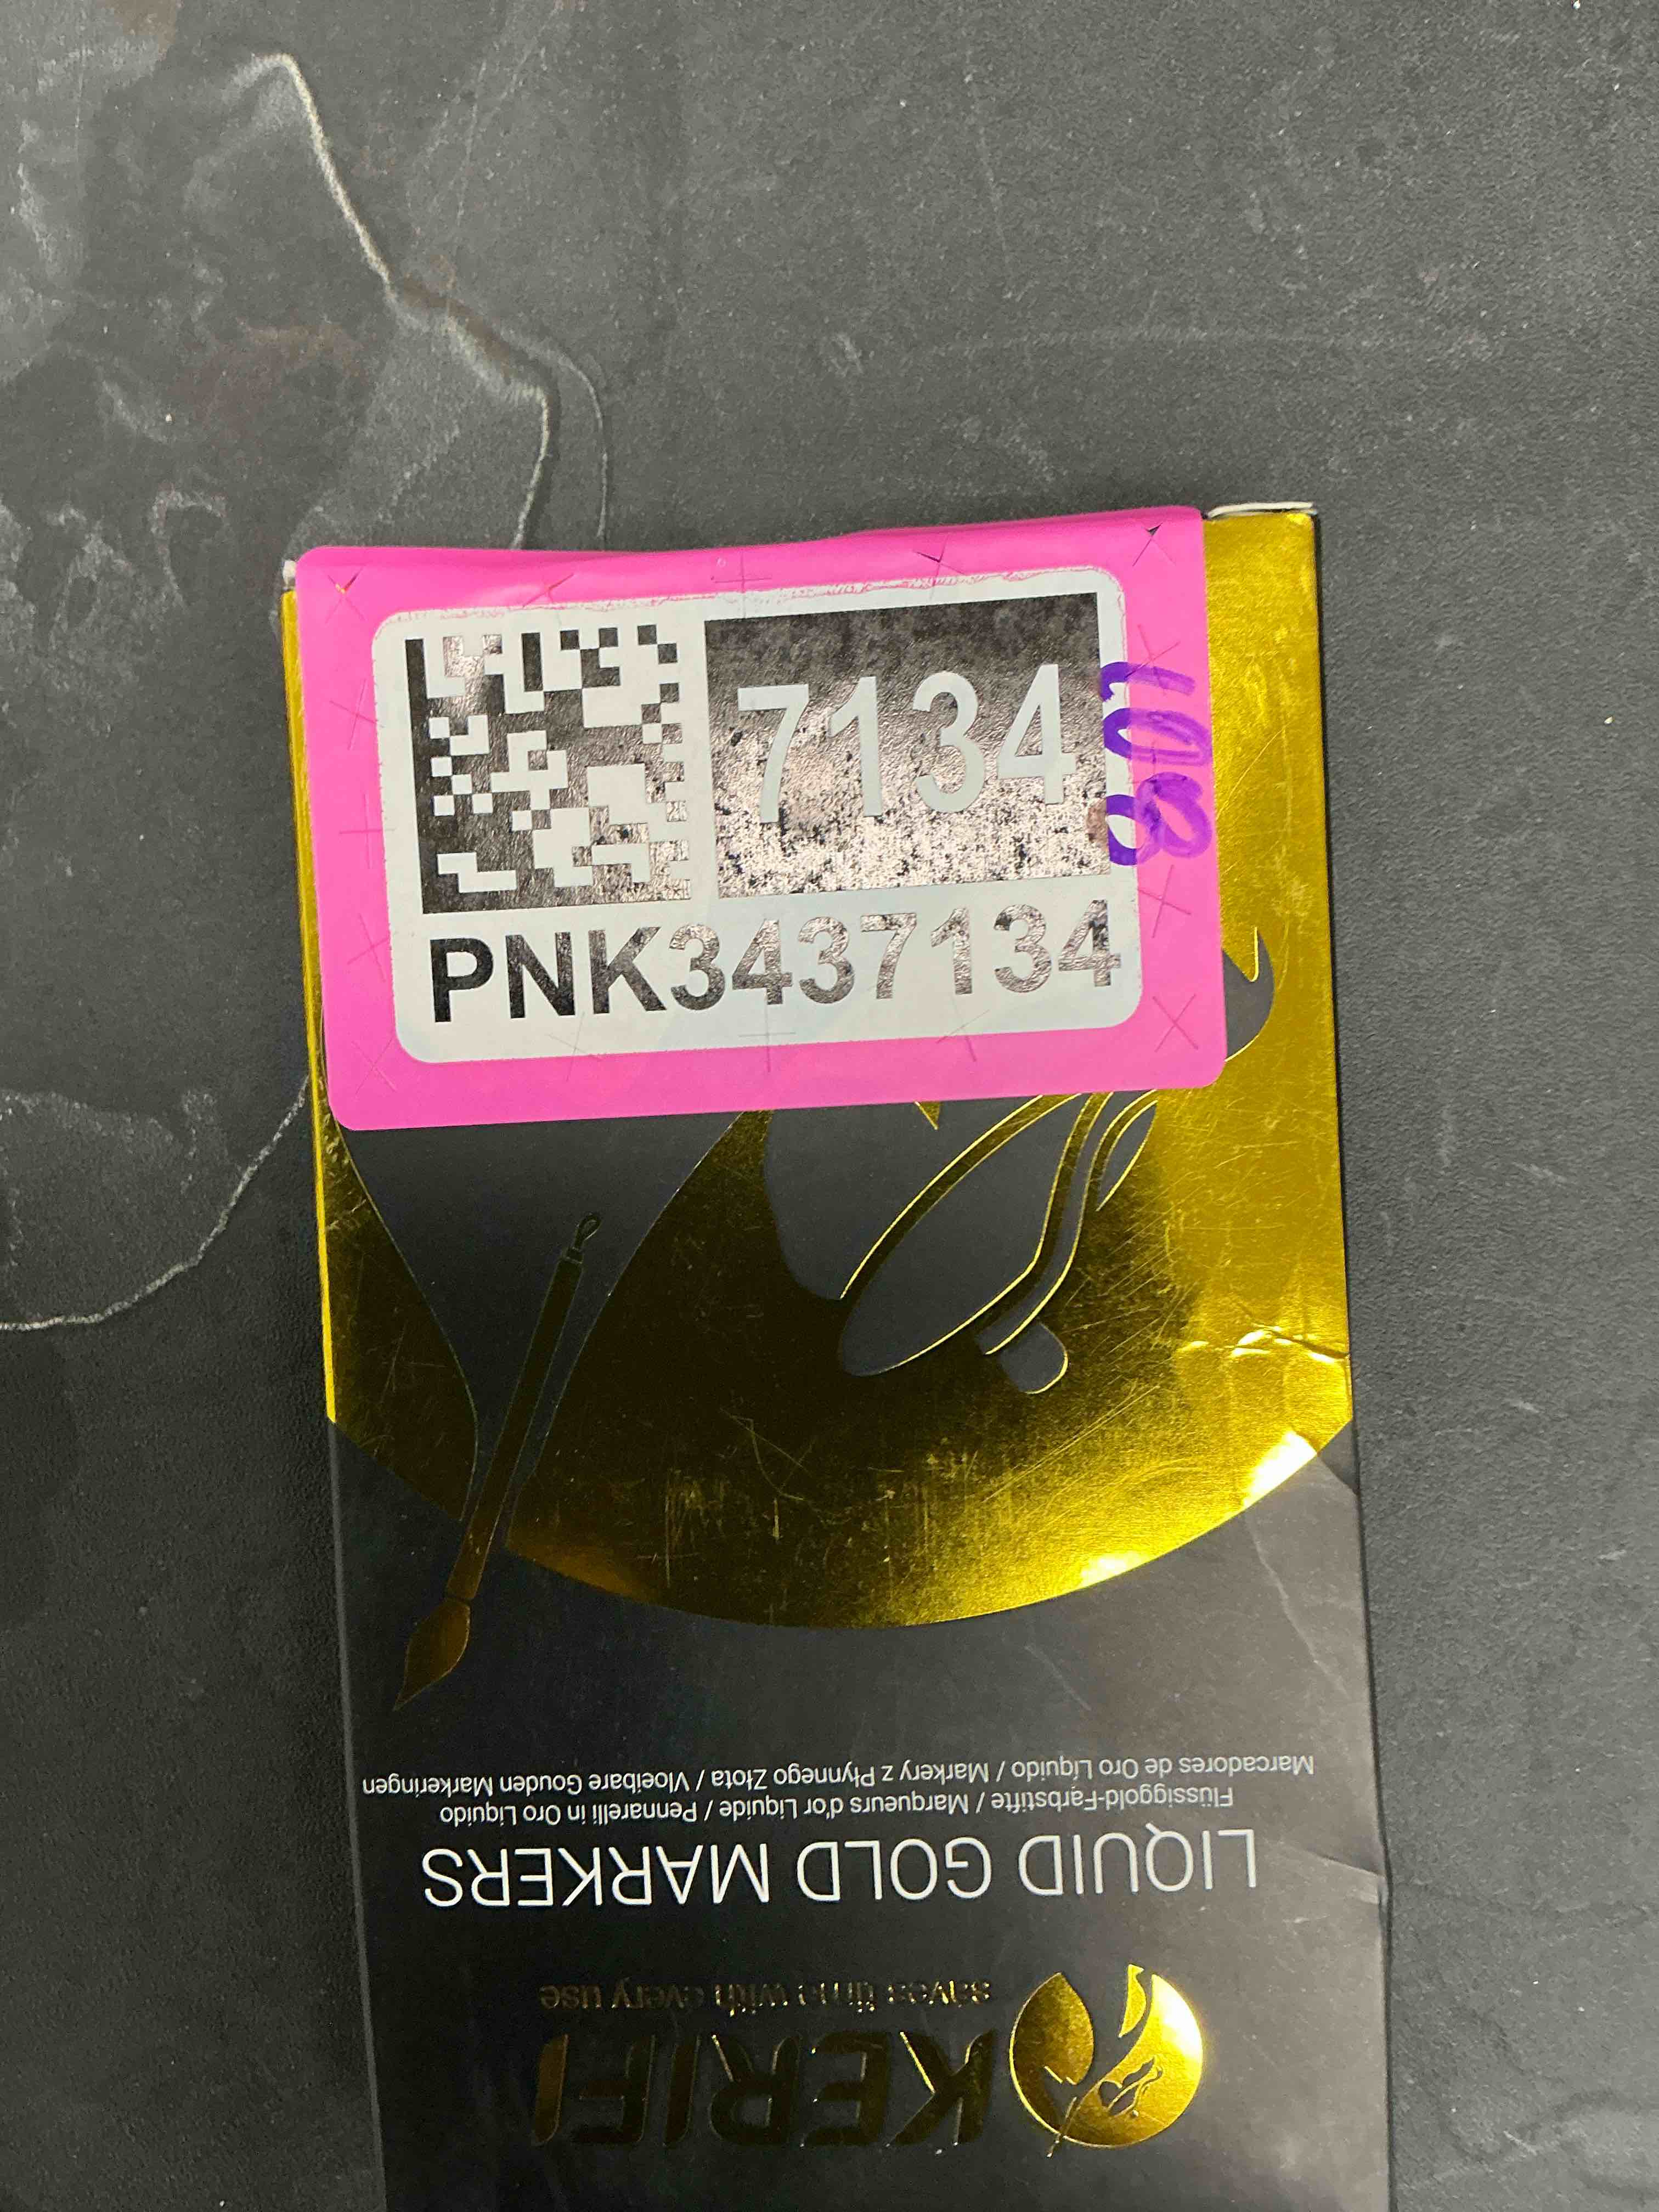 7134
PNK3437134
108
KERIFI
saves time with every use
LIQUID GOLD MARKERS
Flüssiggold-Farbstifte / Marqueurs d'or Liquide / Pennarelli in Oro Liquido
Marcadores de Oro Líquido / Markery z Płynnego Złota / Vloeibare Gouden Markeringen